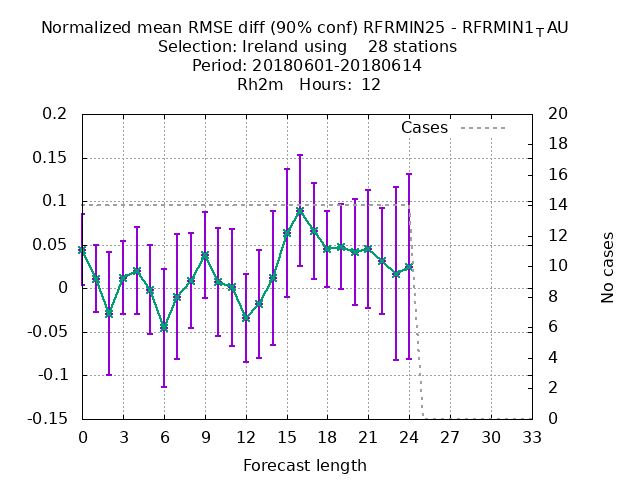 Normalized mean RMSE diff (90% conf) RFRMIN25 - RFRMIN1TAU
Selection: Ireland using    28 stations
Period: 20180601-20180614
Rh2m   Hours:  12
Cases
0.2
0.15
0.1
0.05
0
-0.05
-0.1
-0.15
20
18
16
14
12
10
8
6
4
2
0
No cases
0 3 6 9 12 15 18 21 24 27 30 33
Forecast length